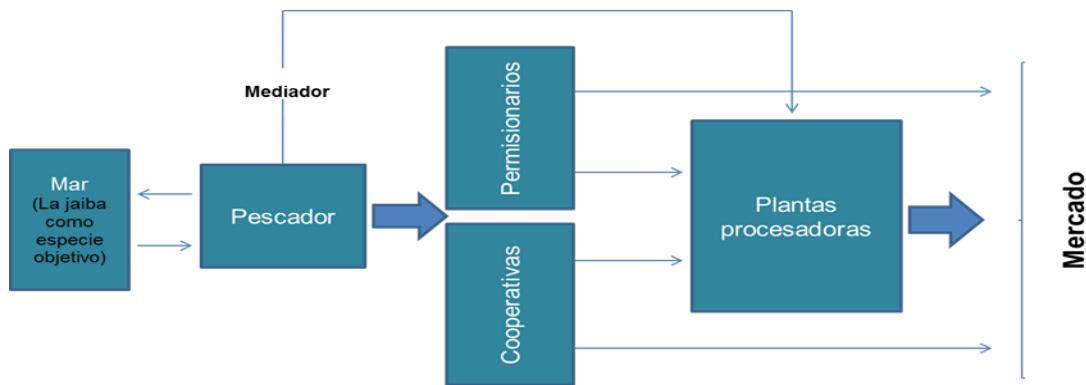 Mediador
Mar
(La jaiba
como
especie
objetivo)
Pescador
Permisionarios
Cooperativas
Plantas
procesadoras
Mercado